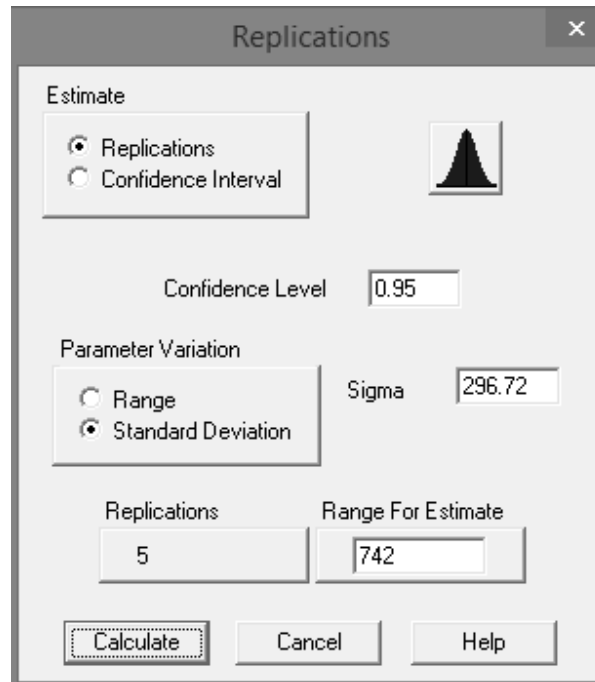 Replications
×
Estimate
Replications
Confidence Interval
Confidence Level 0.95
Parameter Variation
Range
Standard Deviation
Sigma 296.72
Replications Range For Estimate
5 742
Calculate Cancel Help